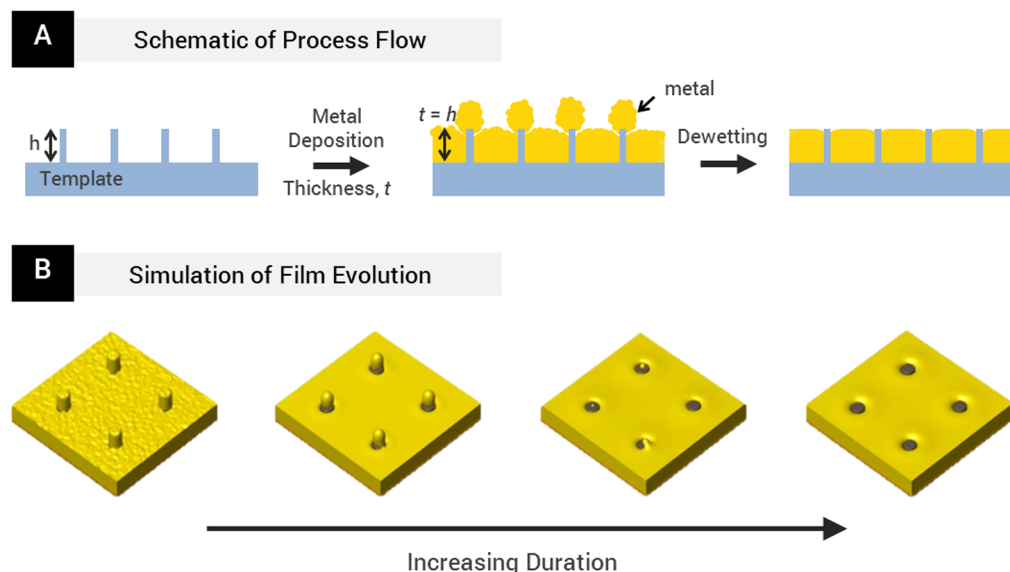 A
Schematic of Process Flow
h
Template
Metal
Deposition
Thickness, t
t = h
metal
Dewetting
B
Simulation of Film Evolution
Increasing Duration